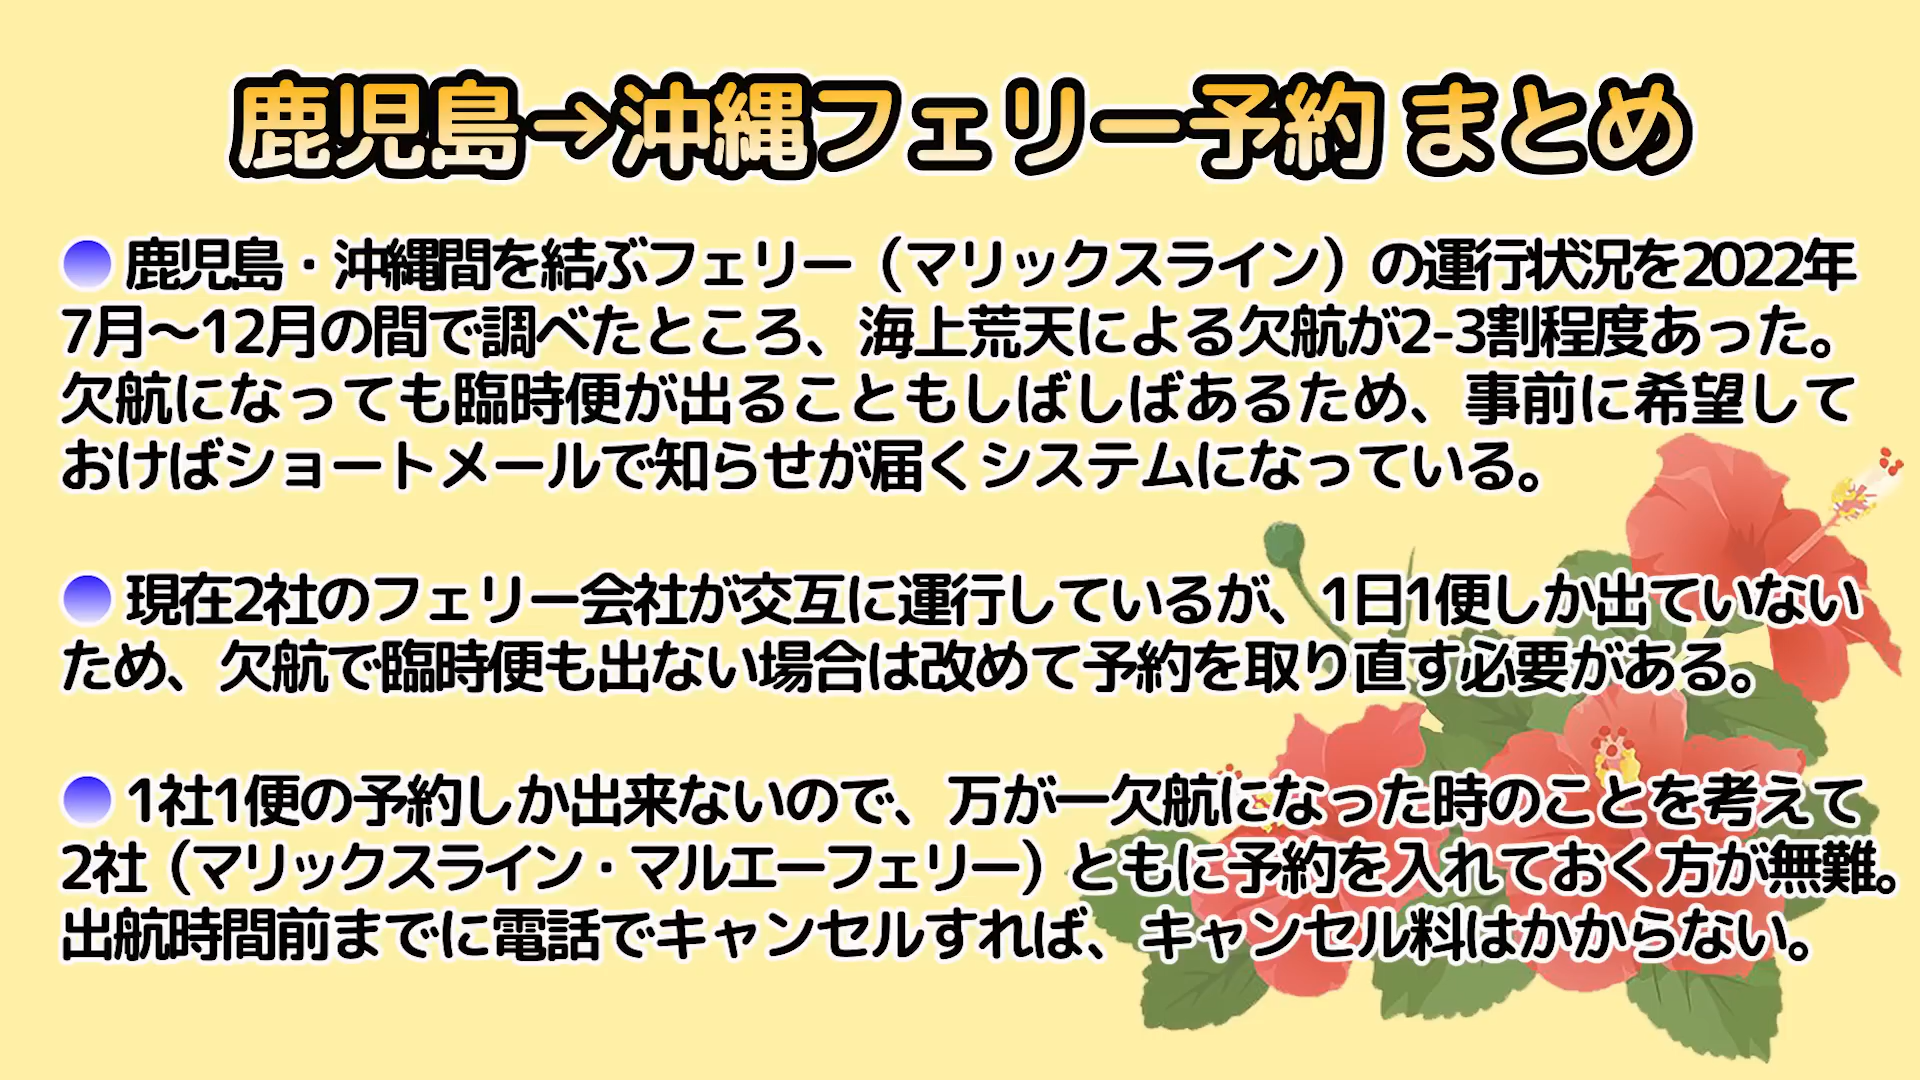 鹿児島→沖縄フェリー予約 まとめ
● 鹿児島・沖縄間を結ぶフェリー（マリックスライン）の運行状況を2022年
7月～12月の間で調べたところ、海上荒天による欠航が2-3割程度あった。
欠航になっても臨時便が出ることもしばしばあるため、事前に希望して
おけばショートメールで知らせが届くシステムになっている。
● 現在2社のフェリー会社が交互に運行しているが、1日1便しか出ていない
ため、欠航で臨時便も出ない場合は改めて予約を取り直す必要がある。
● 1社1便の予約しか出来ないので、万が一欠航になった時のことを考えて
2社（マリックスライン・マルエーフェリー）ともに予約を入れておく方が無難。
出航時間前までに電話でキャンセルすれば、キャンセル料はかからない。